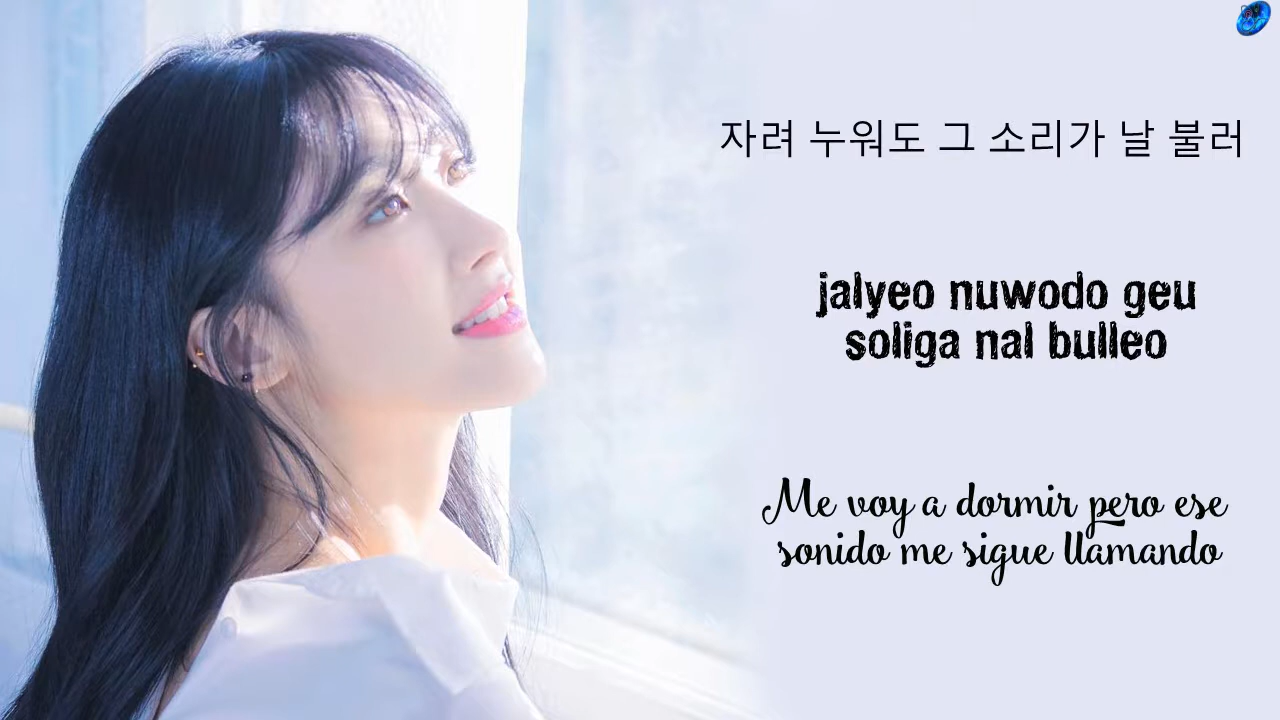 자려 누워도 그 소리가 날 불러
jalyeo nuwodo geu
soliga nal bulleo
Me voy a dormir pero ese
sonido me sigue llamando